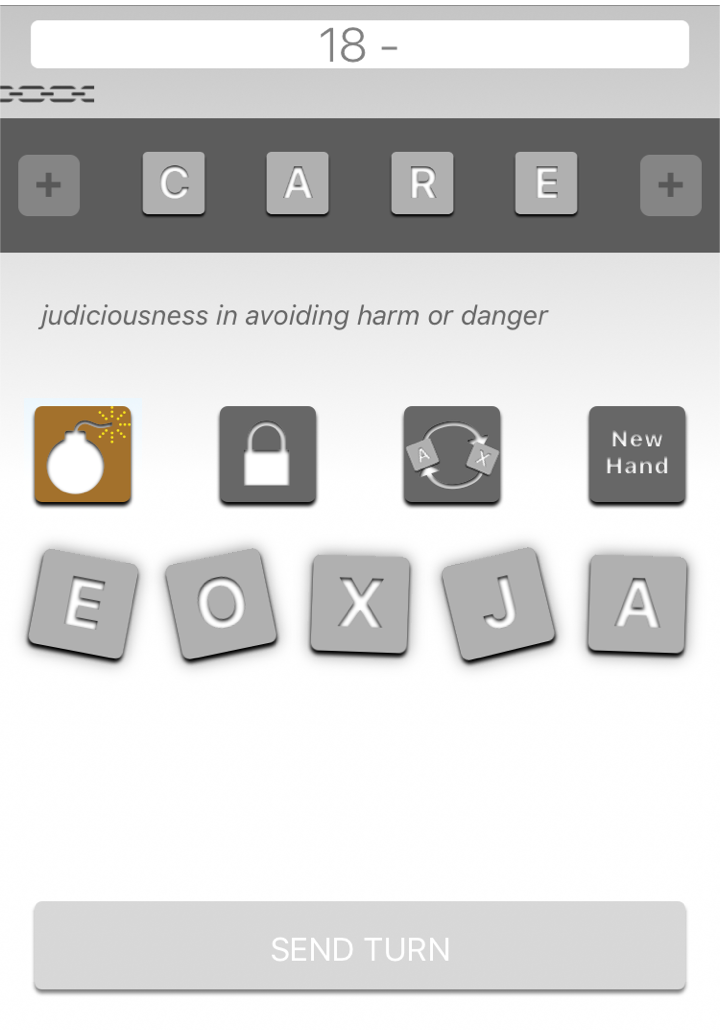 18 -
+ C A R E +
judiciousness in avoiding harm or danger
A X
New
Hand
E O X J A
SEND TURN